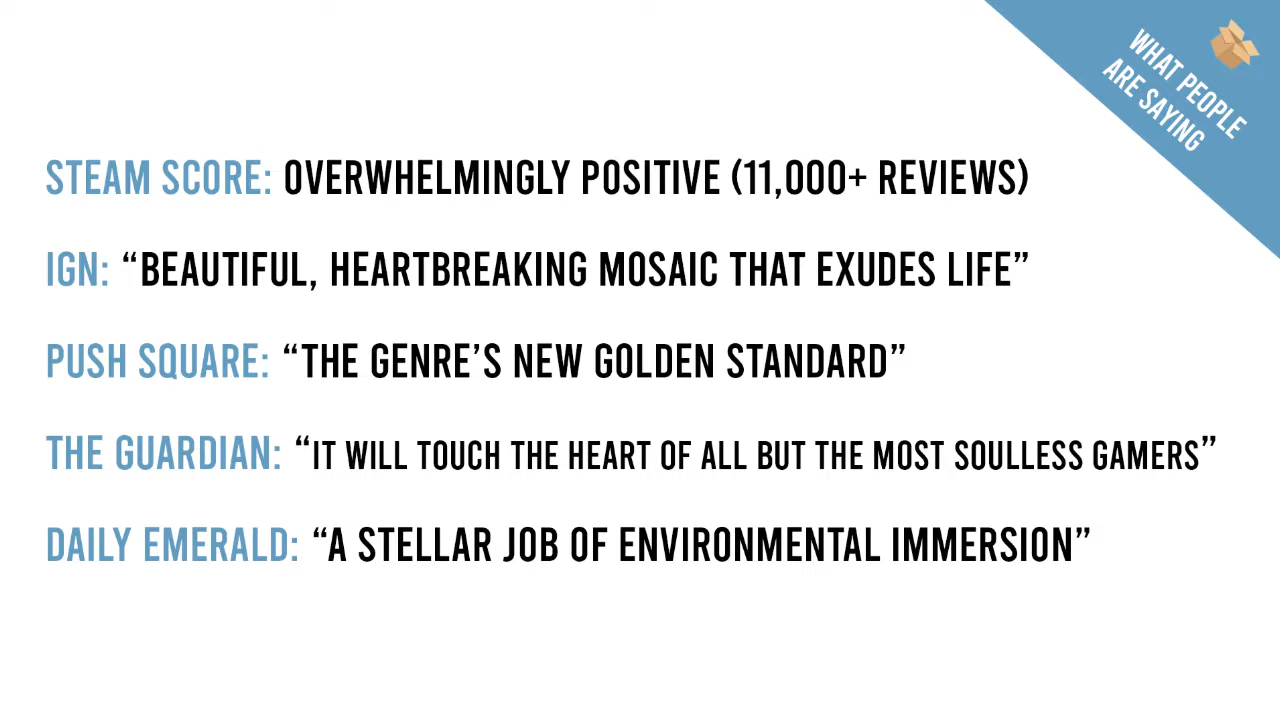 WHAT PEOPLE
ARE SAYING
STEAM SCORE: OVERWHELMINGLY POSITIVE (11,000+ REVIEWS)
IGN: “BEAUTIFUL, HEARTBREAKING MOSAIC THAT EXUDES LIFE”
PUSH SQUARE: “THE GENRE’S NEW GOLDEN STANDARD”
THE GUARDIAN: “IT WILL TOUCH THE HEART OF ALL BUT THE MOST SOULLESS GAMERS”
DAILY EMERALD: “A STELLAR JOB OF ENVIRONMENTAL IMMERSION”